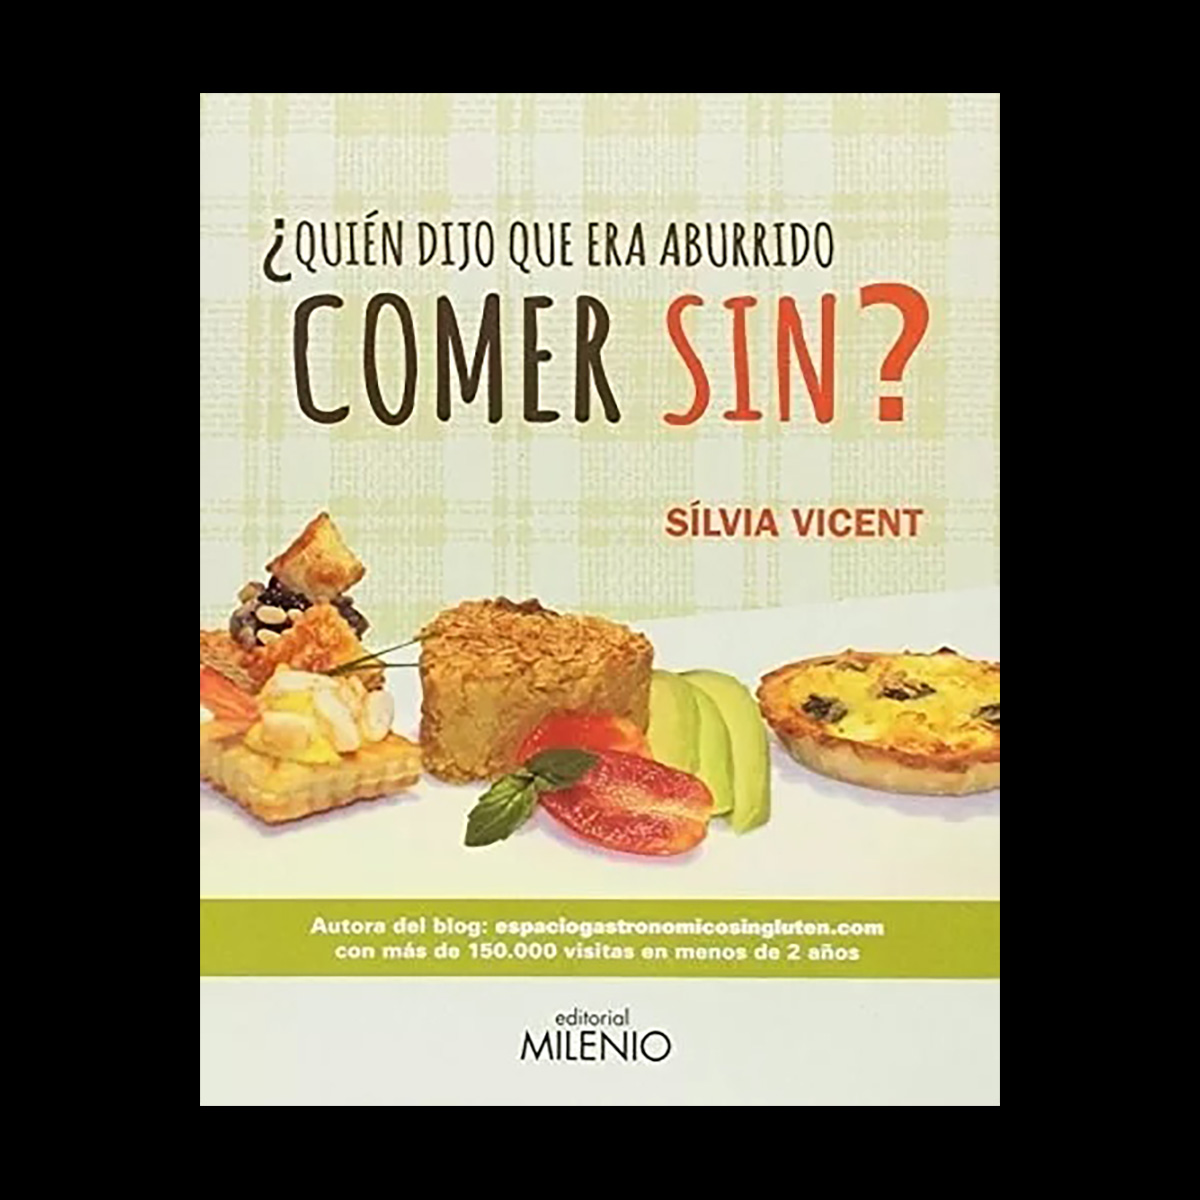 ¿QUIÉN DIJO QUE ERA ABURRIDO
COMER SIN?
SÍLVIA VICENT
Autora del blog: espaciogastronomicosingluten.com
con más de 150.000 visitas en menos de 2 años
editorial
MILENIO